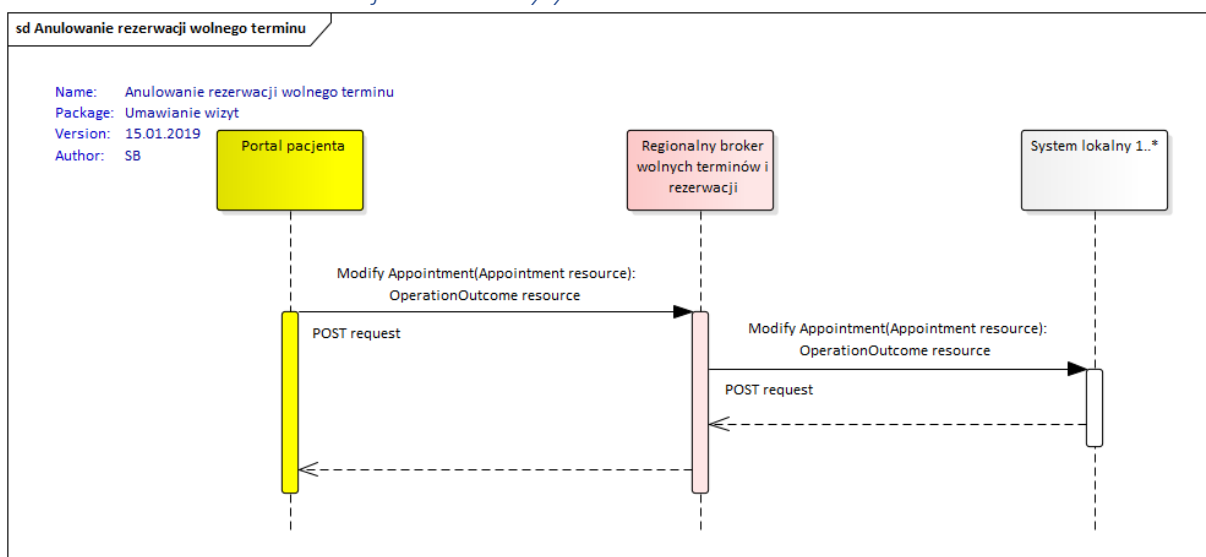 sd Anulowanie rezerwacji wolnego terminu
Name: Anulowanie rezerwacji wolnego terminu
Package: Umawianie wizyt
Version: 15.01.2019
Author: SB
Portal pacjenta
Regionalny broker
wolnych terminów i
rezerwacji
System lokalny 1..*
Modify Appointment(Appointment resource):
OperationOutcome resource
POST request
Modify Appointment(Appointment resource):
OperationOutcome resource
POST request